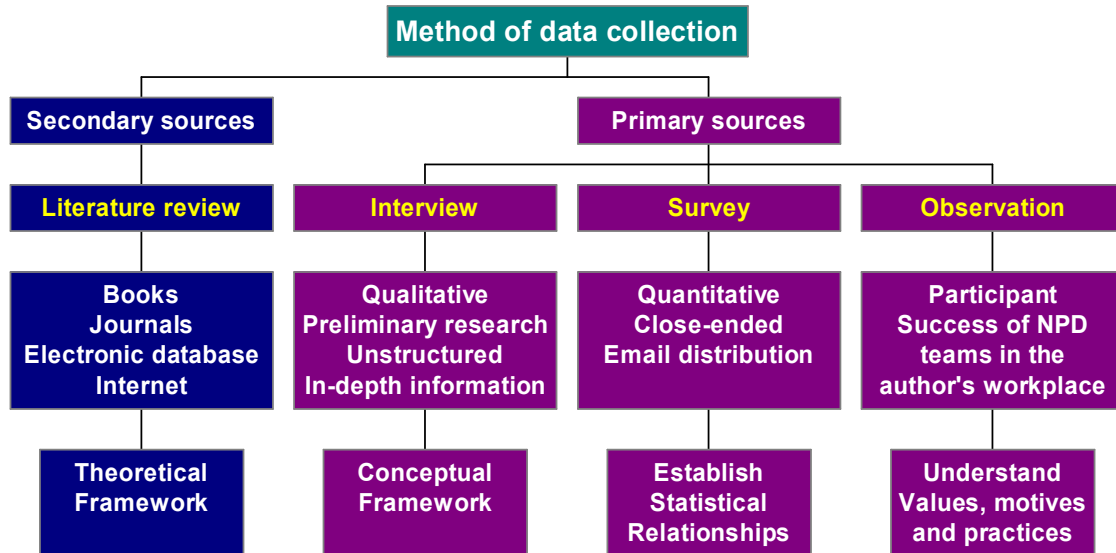 Method of data collection
Secondary sources
Primary sources
Literature review
Interview
Survey
Observation
Books
Journals
Electronic database
Internet
Qualitative
Preliminary research
Unstructured
In-depth information
Quantitative
Close-ended
Email distribution
Participant
Success of NPD
teams in the
author's workplace
Theoretical
Framework
Conceptual
Framework
Establish
Statistical
Relationships
Understand
Values, motives
and practices